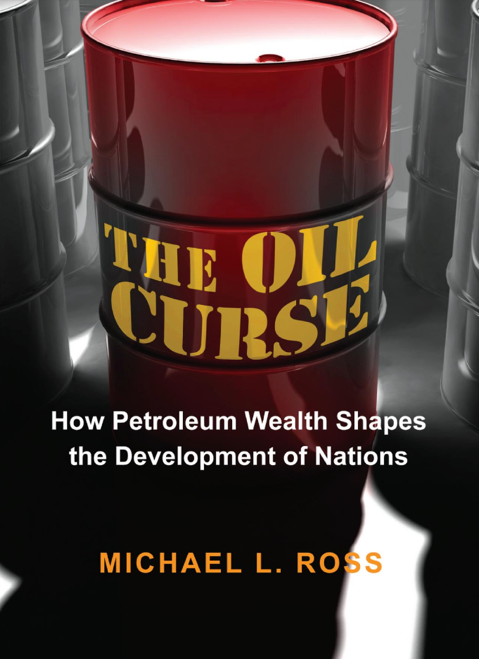 THE OIL
CURSE
How Petroleum Wealth Shapes
the Development of Nations
MICHAEL L. ROSS